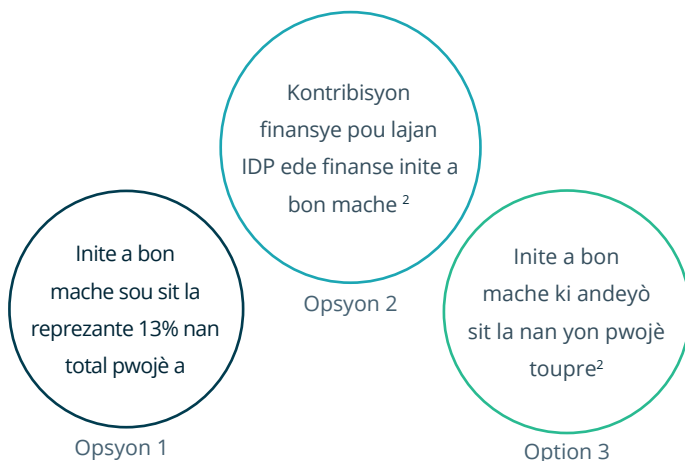 Inite a bon
mache sou sit la
reprezante 13% nan
total pwojè a
Opsyon 1
Kontribisyon
finansye pou lajan
IDP ede finanse inite a
bon mache ²
Opsyon 2
Inite a bon
mache ki andeyò
sit la nan yon pwojè
toupre²
Option 3